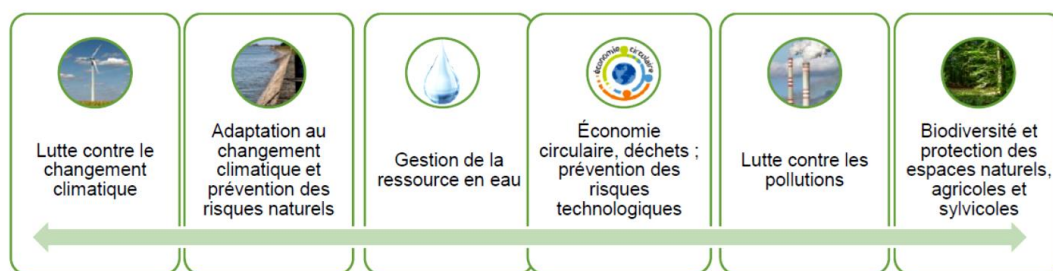 Lutte contre le
changement
climatique
Adaptation au
changement
climatique et
prévention des
risques naturels
Gestion de la
ressource en eau
économie circulaire
Économie
circulaire, déchets ;
prévention des
risques
technologiques
Lutte contre les
pollutions
Biodiversité et
protection des
espaces naturels,
agricoles et
sylvicoles